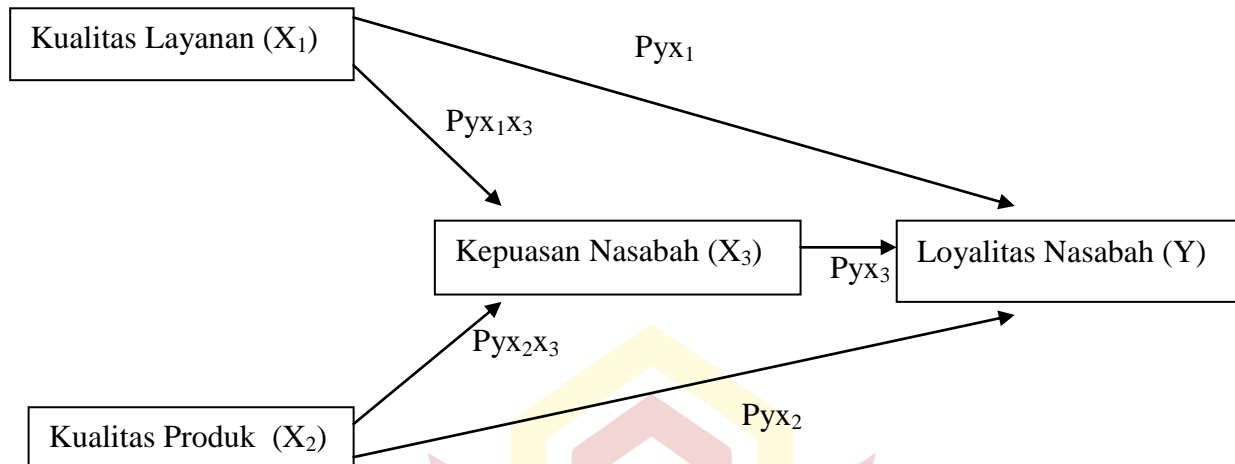 Kualitas Layanan (X₁)
Pyx₁
Pyx₁x₃
Kepuasan Nasabah (X₃)
Pyx₃
Loyalitas Nasabah (Y)
Pyx₂x₃
Pyx₂
Kualitas Produk (X₂)